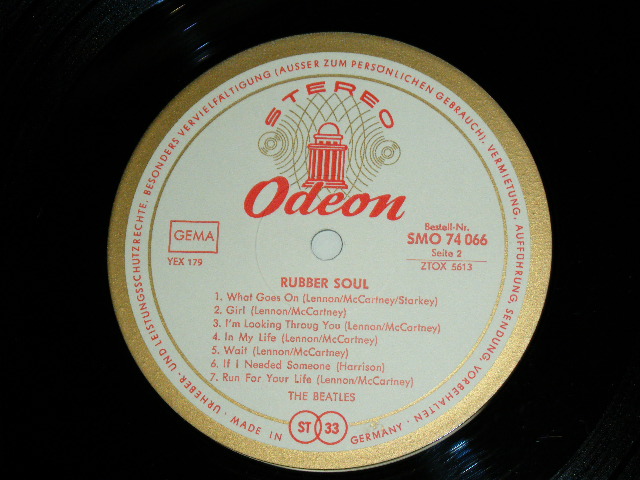 URHEBER- UND LEISTUNGSSCHUTZRECHTE, BESONDERS VERVIELFÄLTIGUNG (AUSSER ZUM PERSÖNLICHEN GEBRAUCH), VERMIETUNG, AUFFÜHRUNG, SENDUNG, VORBEHALTEN ·
STEREO
Odeon
GEMA
YEX 179
Bestell-Nr.
SMO 74 066
Seite 2
ZTOX 5613
RUBBER SOUL
1. What Goes On (Lennon/McCartney/Starkey)
2. Girl (Lennon/McCartney)
3. I'm Looking Throug You (Lennon/McCartney)
4. In My Life (Lennon/McCartney)
5. Wait (Lennon/McCartney)
6. If I Needed Someone (Harrison)
7. Run For Your Life (Lennon/McCartney)
THE BEATLES
· MADE IN GERMANY ·
ST 33